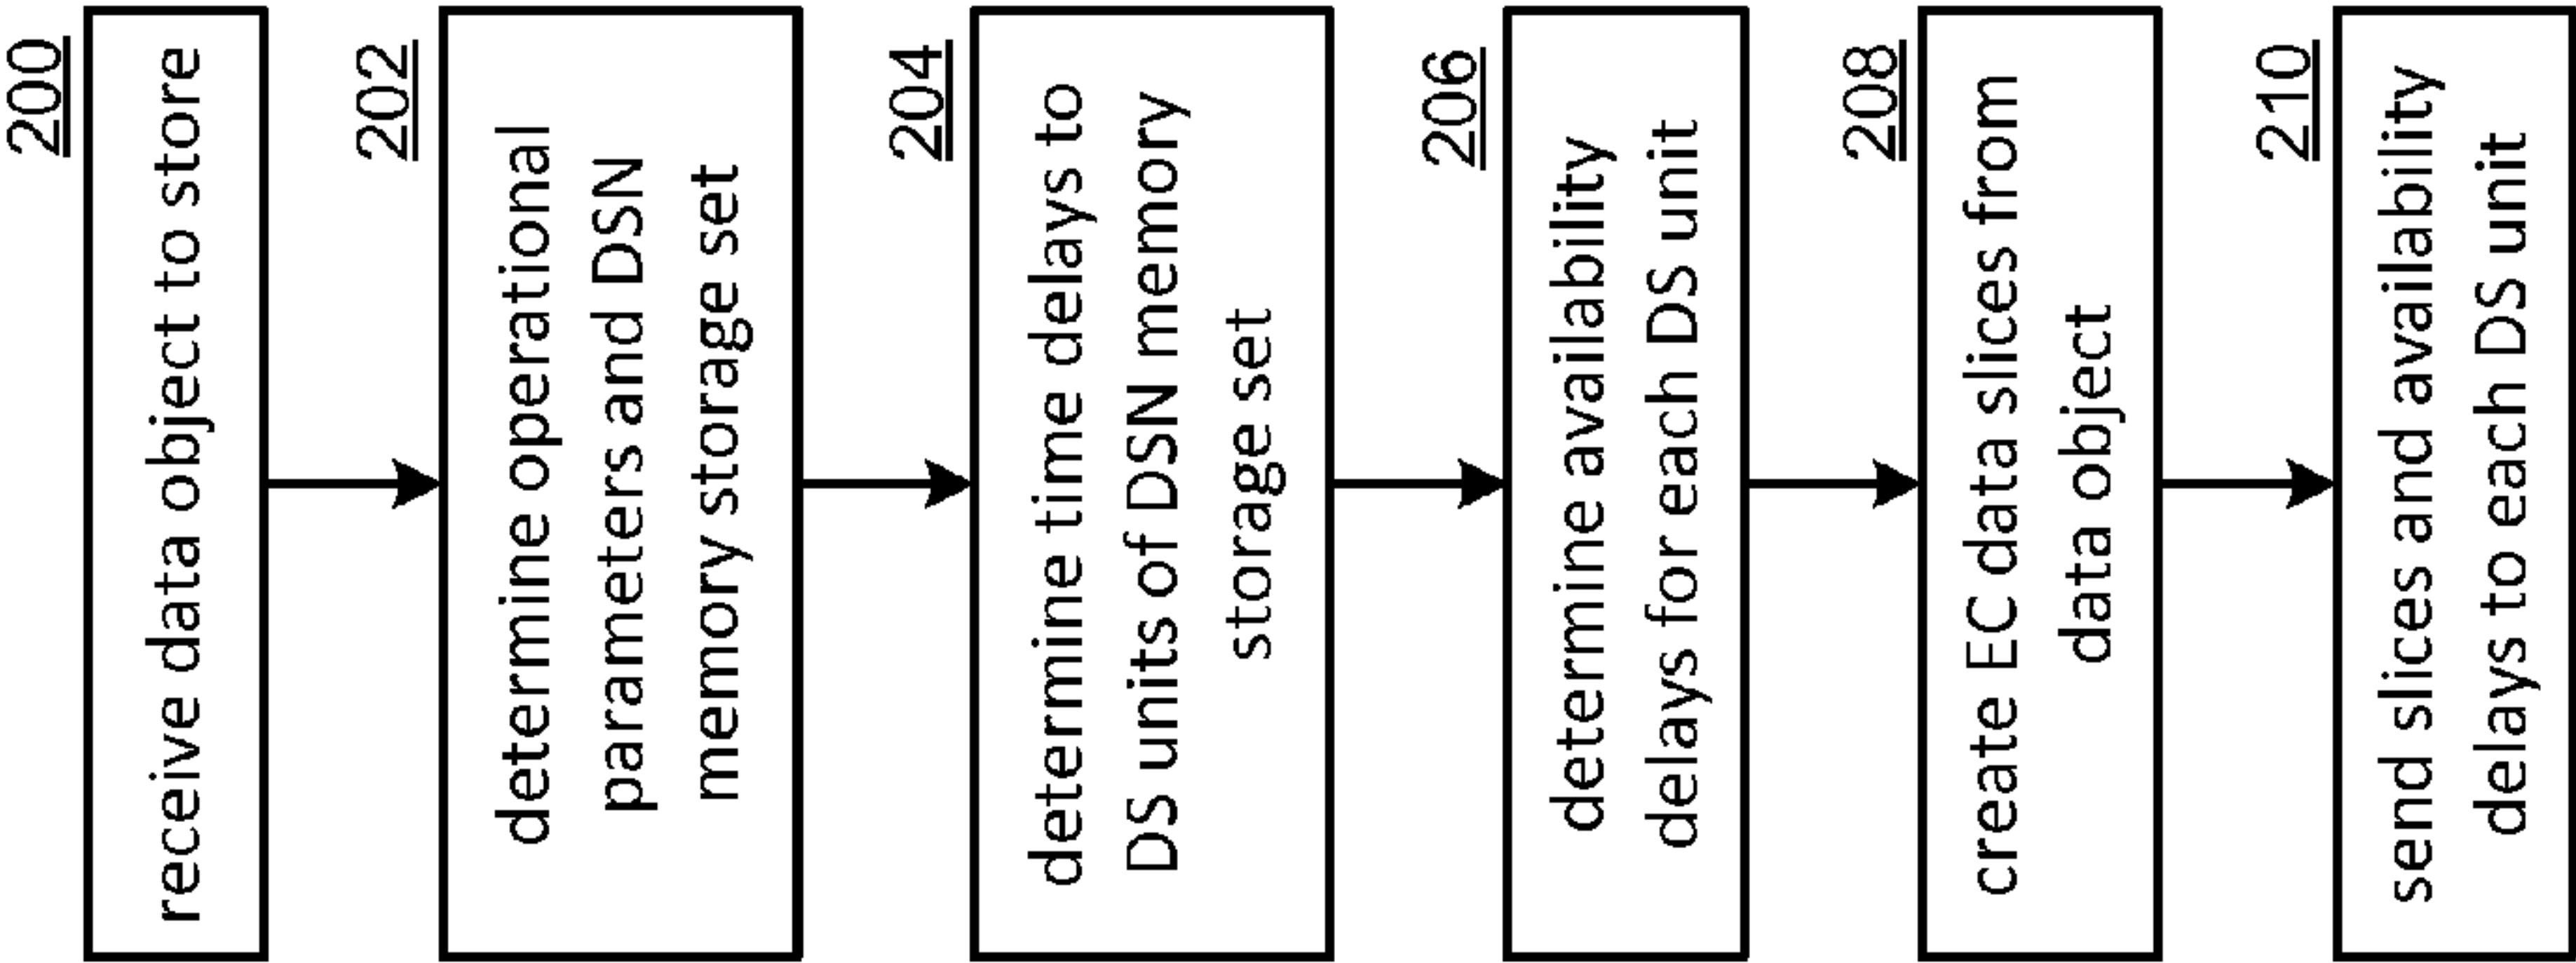 200
receive data object to store
202
determine operational
parameters and DSN
memory storage set
204
determine time delays to
DS units of DSN memory
storage set
206
determine availability
delays for each DS unit
208
create EC data slices from
data object
210
send slices and availability
delays to each DS unit